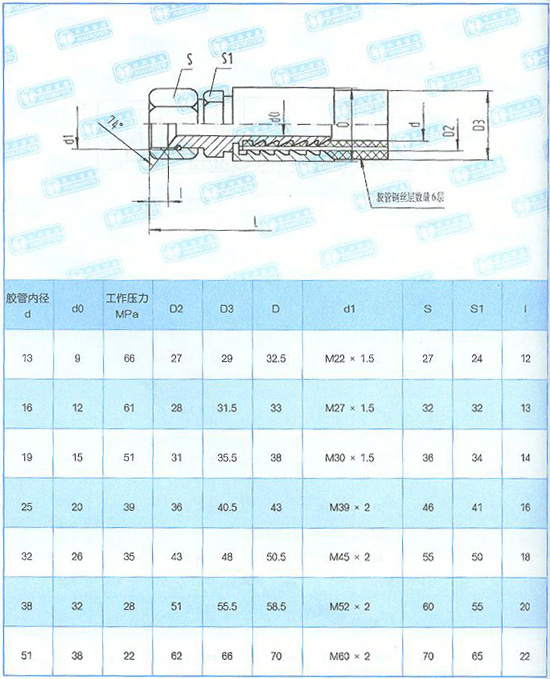 S
S1
74°
d1
d0
D
d
D2
D3
l
L
胶管钢丝层数最6层
胶管内径 d
d0
工作压力 MPa
D2
D3
D
d1
S
S1
l
13 9 66 27 29 32.5 M22 × 1.5 27 24 12
16 12 61 28 31.5 33 M27 × 1.5 32 32 13
19 15 51 31 35.5 38 M30 × 1.5 36 34 14
25 20 39 36 40.5 43 M39 × 2 46 41 16
32 26 35 43 48 50.5 M45 × 2 55 50 18
38 32 28 51 55.5 58.5 M52 × 2 60 55 20
51 38 22 62 66 70 M60 × 2 70 65 22